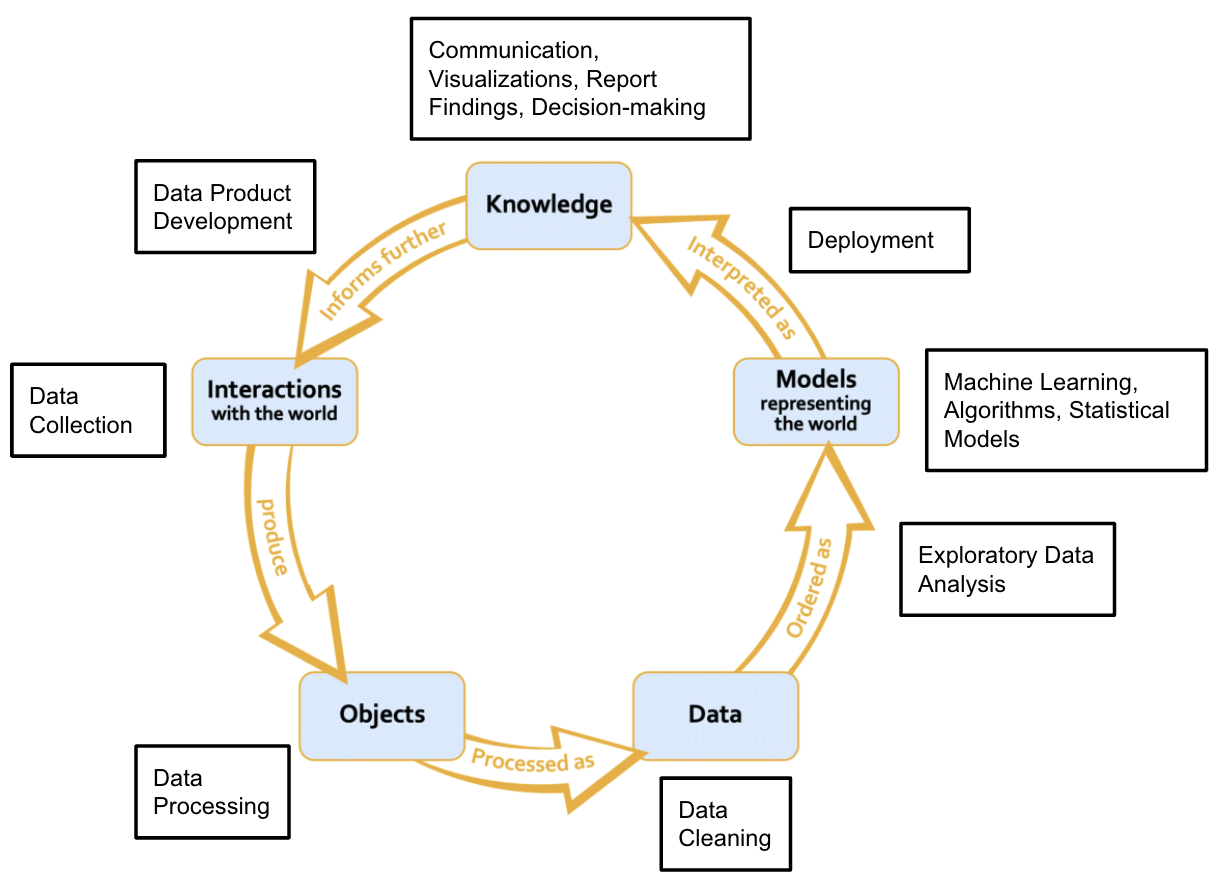 Communication,
Visualizations, Report
Findings, Decision-making
Data Product
Development
Knowledge
Deployment
Informs further
Interpreted as
Interactions
with the world
Models
representing
the world
Data
Collection
Machine Learning,
Algorithms, Statistical
Models
produce
Ordered as
Exploratory Data
Analysis
Objects
Data
Processed as
Data
Processing
Data
Cleaning